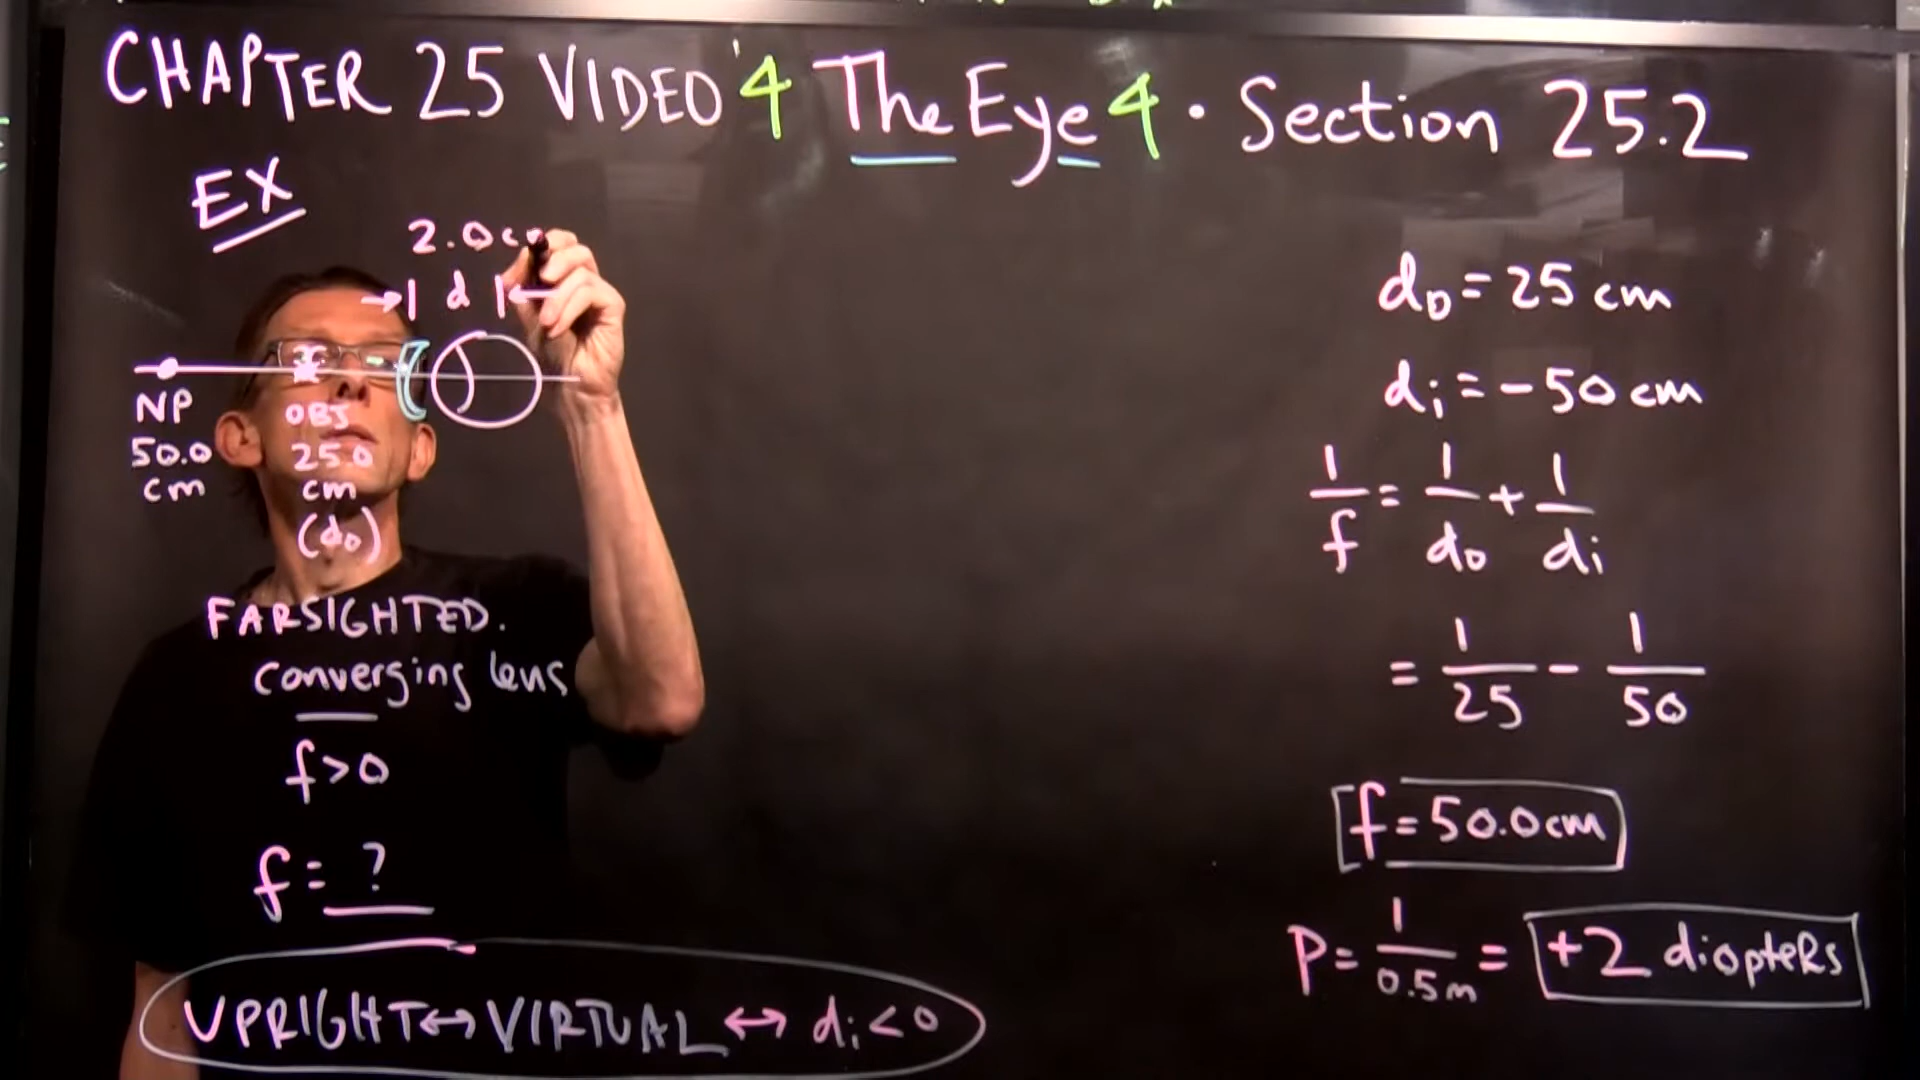 CHAPTER 25 VIDEO 4 The Eye 4 · Section 25.2
EX
2.0 c
→| d |←
NP
50.0
cm
OBJ
25.0
cm
(do)
FARSIGHTED.
converging lens
f>0
f= ?
UPRIGHT↔VIRTUAL↔ di<0
do = 25 cm
di = -50 cm
1/f = 1/do + 1/di
= 1/25 - 1/50
f = 50.0cm
P = 1/0.5m = +2 diopters